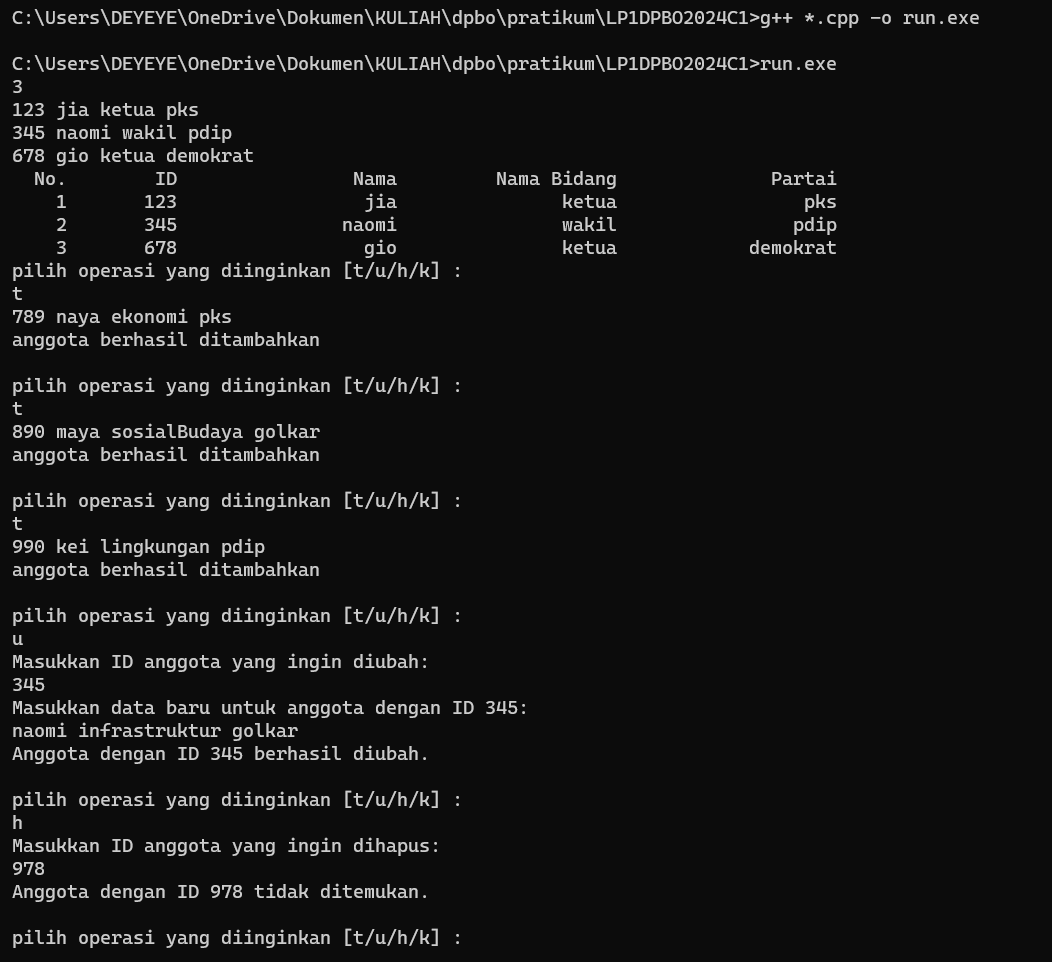 C:\Users\DEYEYE\OneDrive\Dokumen\KULIAH\dpbo\pratikum\LP1DPBO2024C1>g++ *.cpp -o run.exe
C:\Users\DEYEYE\OneDrive\Dokumen\KULIAH\dpbo\pratikum\LP1DPBO2024C1>run.exe
3
123 jia ketua pks
345 naomi wakil pdip
678 gio ketua demokrat
No. ID Nama Nama Bidang Partai
1 123 jia ketua pks
2 345 naomi wakil pdip
3 678 gio ketua demokrat
pilih operasi yang diinginkan [t/u/h/k] :
t
789 naya ekonomi pks
anggota berhasil ditambahkan
pilih operasi yang diinginkan [t/u/h/k] :
t
890 maya sosialBudaya golkar
anggota berhasil ditambahkan
pilih operasi yang diinginkan [t/u/h/k] :
t
990 kei lingkungan pdip
anggota berhasil ditambahkan
pilih operasi yang diinginkan [t/u/h/k] :
u
Masukkan ID anggota yang ingin diubah:
345
Masukkan data baru untuk anggota dengan ID 345:
naomi infrastruktur golkar
Anggota dengan ID 345 berhasil diubah.
pilih operasi yang diinginkan [t/u/h/k] :
h
Masukkan ID anggota yang ingin dihapus:
978
Anggota dengan ID 978 tidak ditemukan.
pilih operasi yang diinginkan [t/u/h/k] :